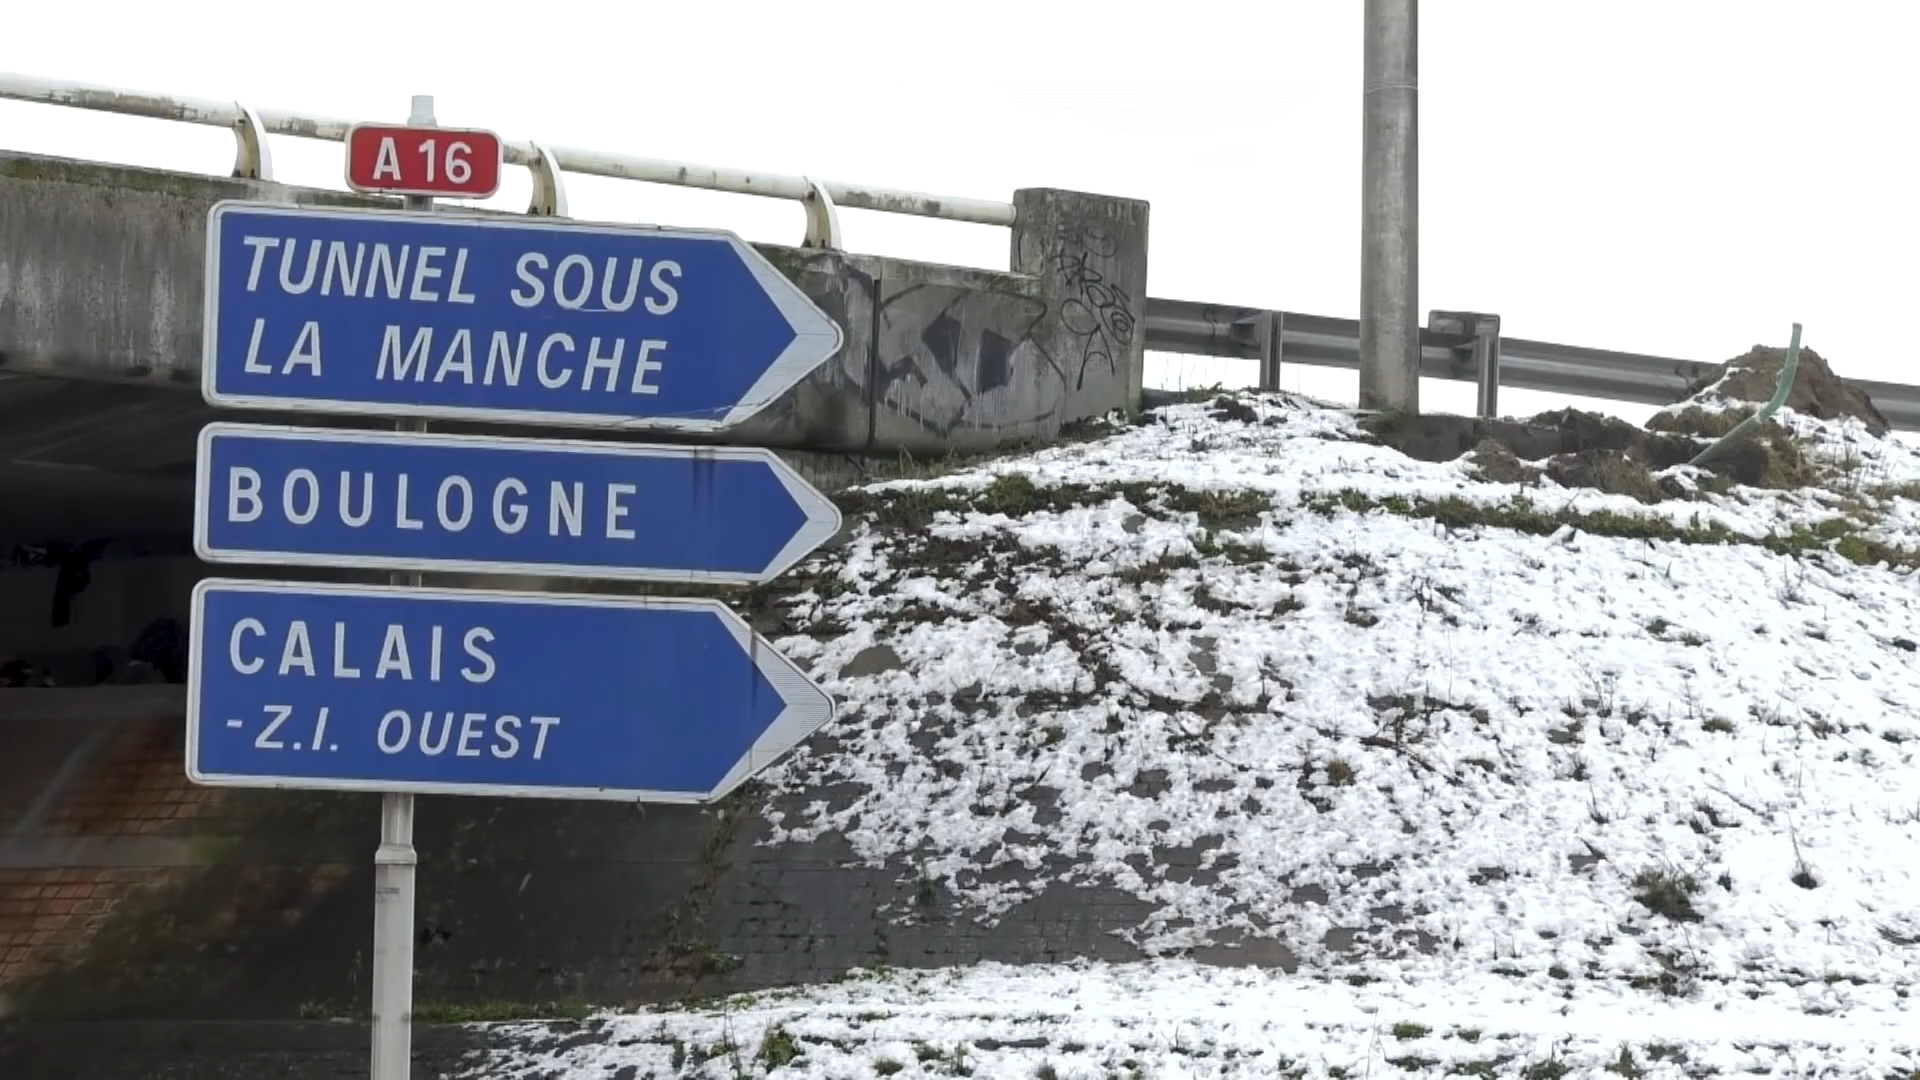 A 16
TUNNEL SOUS
LA MANCHE
BOULOGNE
CALAIS
-Z.I. OUEST